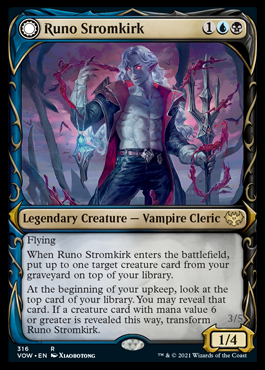 Runo Stromkirk 1
Legendary Creature — Vampire Cleric
Flying
When Runo Stromkirk enters the battlefield,
put up to one target creature card from your
graveyard on top of your library.
At the beginning of your upkeep, look at the
top card of your library. You may reveal that
card. If a creature card with mana value 6
or greater is revealed this way, transform
Runo Stromkirk.
3/5
1/4
316 R
VOW • EN XIAOBOTONG
™ & © 2021 Wizards of the Coast